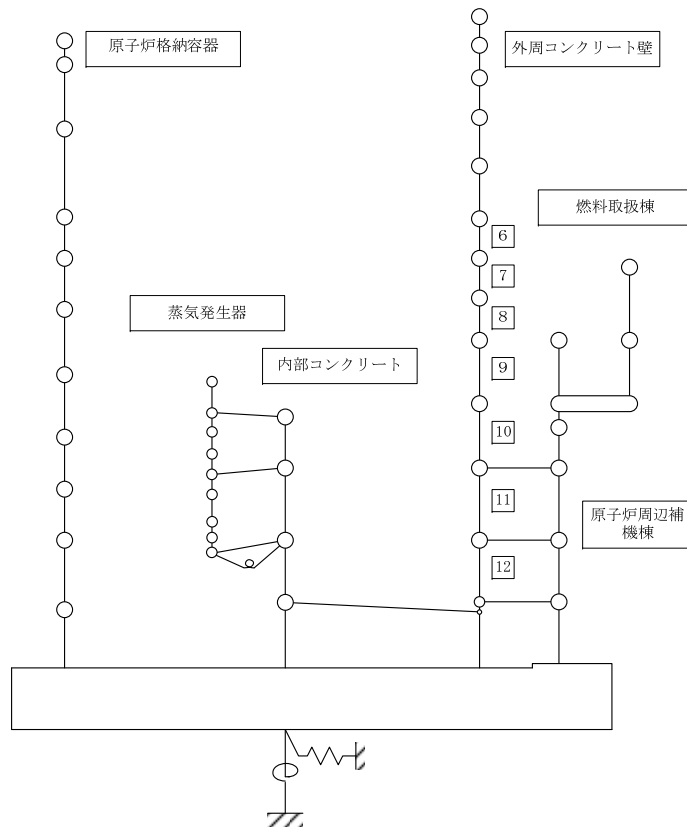 原子炉格納容器
外周コンクリート壁
燃料取扱棟
6
7
蒸気発生器
8
内部コンクリート
9
10
11
原子炉周辺補
機棟
12